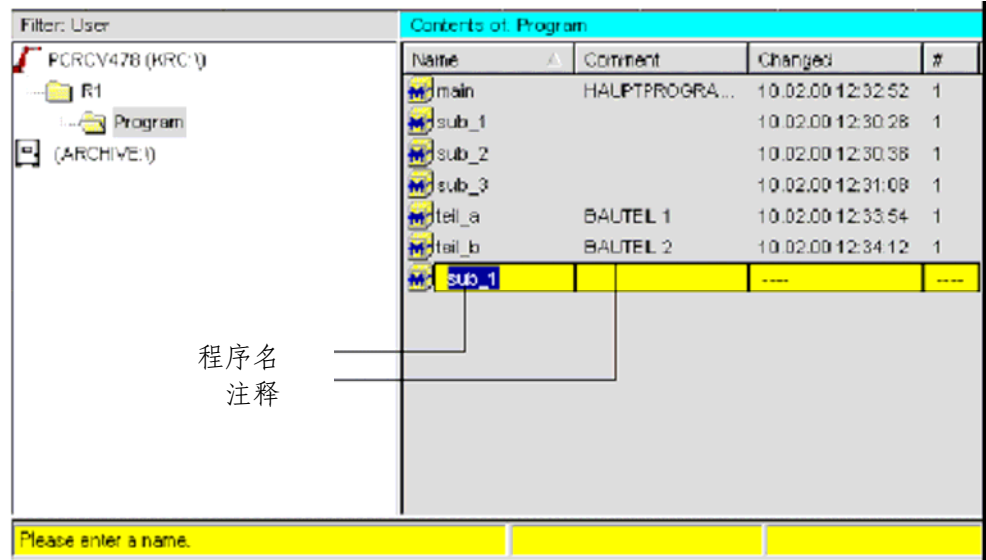 Filter: User
Contents of: Program
PCRCV478 (KRC:\)
R1
Program
(ARCHIVE:\)
Name Comment Changed #
main HAUPTPROGRA... 10.02.00 12:32:52 1
sub_1 10.02.00 12:30:28 1
sub_2 10.02.00 12:30:38 1
sub_3 10.02.00 12:31:08 1
teil_a BAUTEIL 1 10.02.00 12:33:54 1
teil_b BAUTEIL 2 10.02.00 12:34:12 1
sub_1 ---- ----
程序名
注释
Please enter a name.